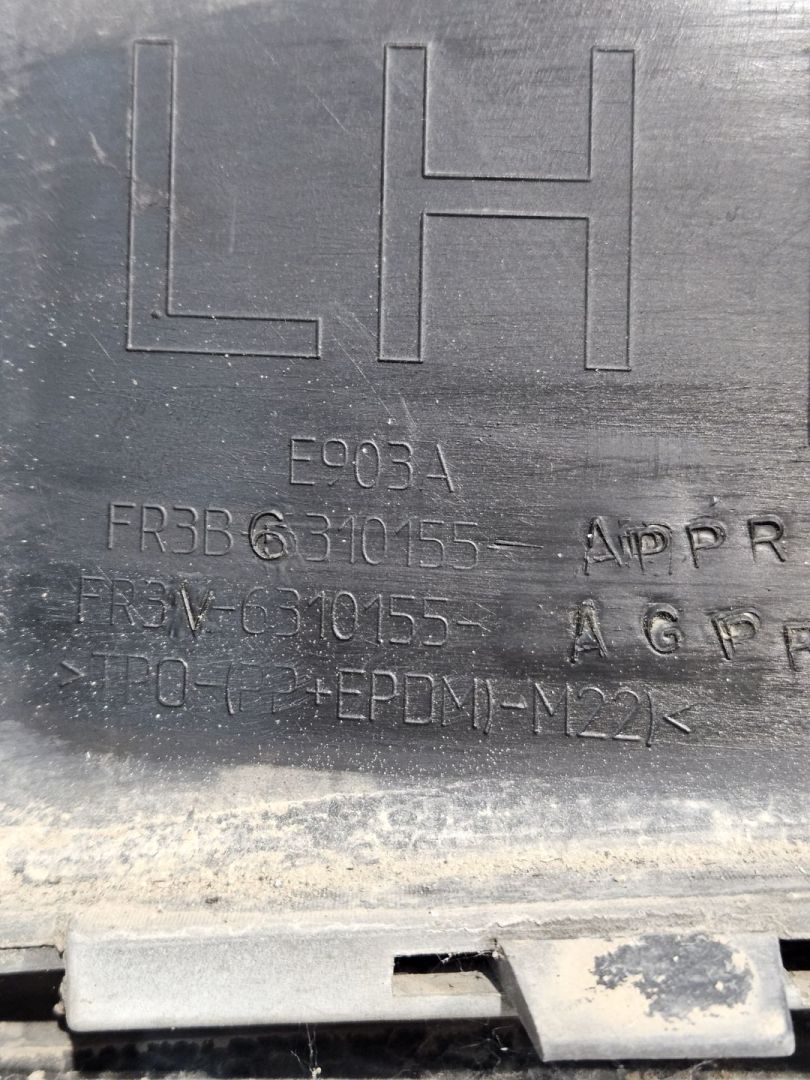 LH
E903A
FR3B-6310155- APPR
FR3V-6310155- AGPP
>TPO-(PP+EPDM)-M22)<